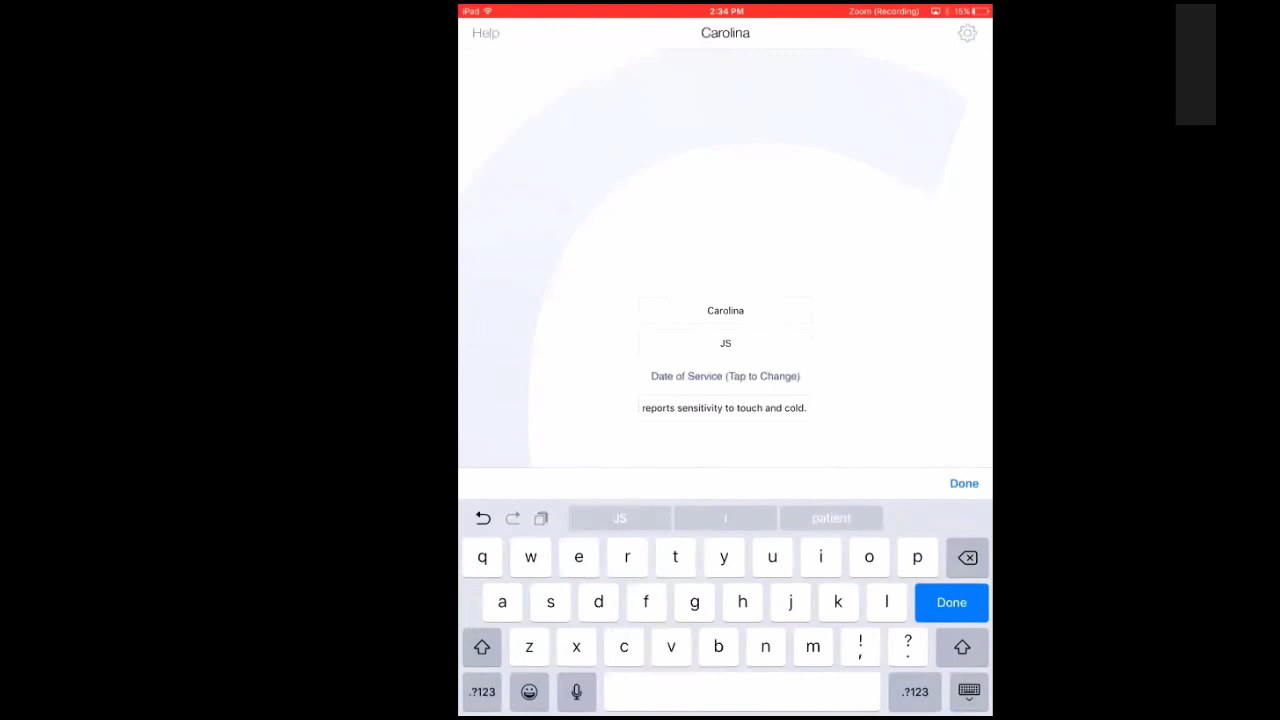 iPad 2:34 PM Zoom (Recording) 15%
Help Carolina
Carolina
JS
Date of Service (Tap to Change)
reports sensitivity to touch and cold.
Done
JS I patient
q w e r t y u i o p
a s d f g h j k l Done
z x c v b n m ! , ? .
.?123 .?123